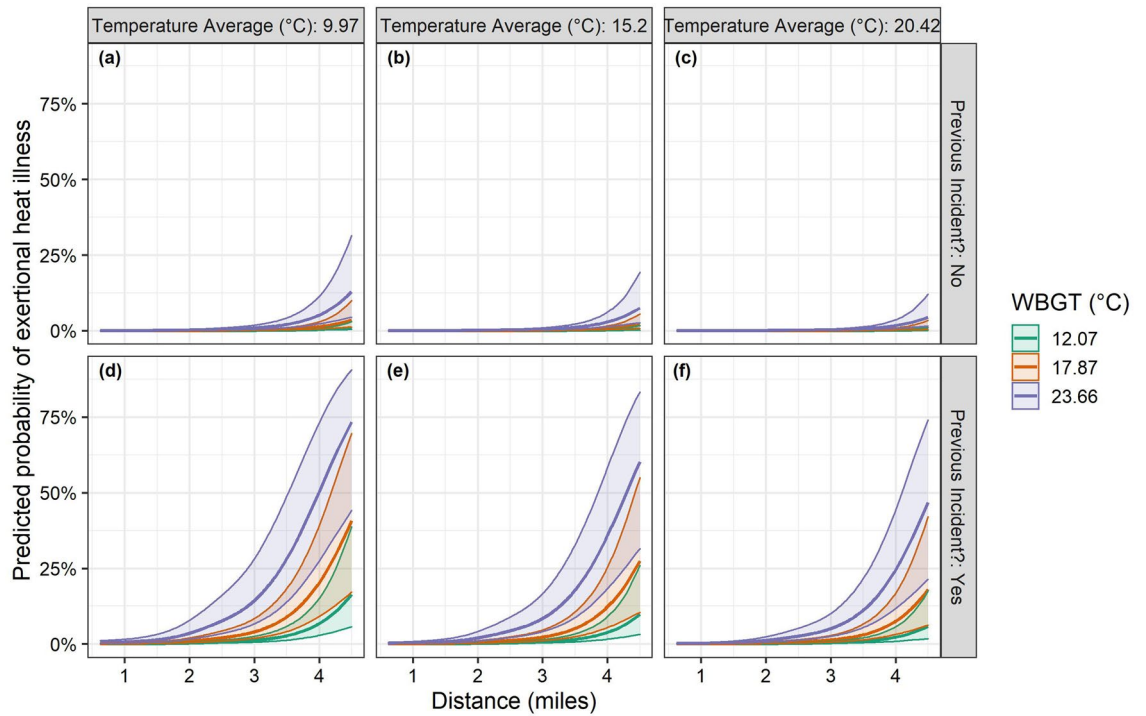 Temperature Average (°C): 9.97
Temperature Average (°C): 15.2
Temperature Average (°C): 20.42
(a)
(b)
(c)
75%
50%
25%
0%
Previous Incident?: No
(d)
(e)
(f)
75%
50%
25%
0%
Previous Incident?: Yes
Predicted probability of exertional heat illness
1 2 3 4
1 2 3 4
1 2 3 4
Distance (miles)
WBGT (°C)
12.07
17.87
23.66